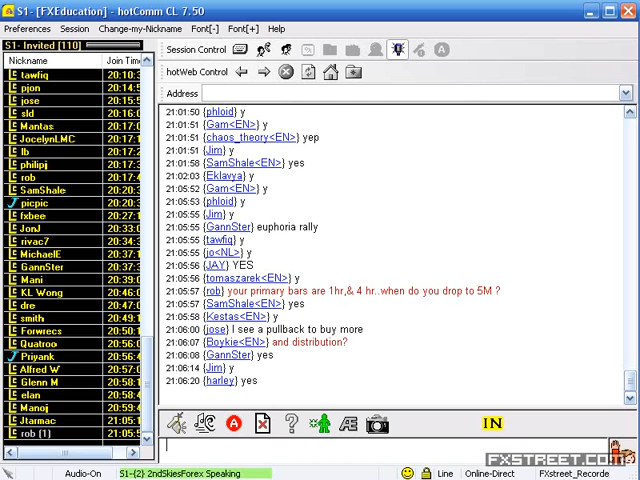 S1- [FXEducation] - hotComm CL 7.50
Preferences Session Change-my-Nickname Font[-] Font[+] Help
S1- Invited [110]
Nickname Join Time
tawfiq 20:10:3
pjon 20:14:5
jose 20:15:5
sld 20:16:0
Mantas 20:17:0
JocelynLMC 20:17:1
lb 20:17:2
philipj 20:17:1
rob 20:17:4
SamShale 20:20:3
picpic 20:22:3
fxbee 20:27:1
JonJ 20:33:0
rivac7 20:34:3
MichaelE 20:37:1
GannSter 20:37:1
Mani 20:39:0
KL Wong 20:40:0
dre 20:43:0
smith 20:48:1
Forwrecs 20:50:1
Quatroo 20:56:0
Priyank 20:56:4
Alfred W 20:57:2
Glenn M 20:58:1
elan 20:58:4
Manoj 20:59:4
Jtarmac 21:05:1
rob [1] 21:05:5
Session Control
A
hotWeb Control
Address
21:01:50 {phloid} y
21:01:51 {Gam<EN>} y
21:01:51 {chaos_theory<EN>} yep
21:01:51 {Jim} y
21:01:58 {SamShale<EN>} yes
21:02:03 {Eklavya} y
21:05:52 {Gam<EN>} y
21:05:53 {phloid} y
21:05:55 {Jim} y
21:05:55 {GannSter} euphoria rally
21:05:55 {tawfiq} y
21:05:55 {jo<NL>} y
21:05:55 {JAY} YES
21:05:56 {tomaszarek<EN>} y
21:05:57 {rob} your primary bars are 1hr,& 4 hr..when do you drop to 5M ?
21:05:57 {SamShale<EN>} yes
21:05:58 {Kestas<EN>} y
21:06:00 {jose} I see a pullback to buy more
21:06:07 {Boykie<EN>} and distribution?
21:06:08 {GannSter} yes
21:06:14 {Jim} y
21:06:20 {harley} yes
A ? Æ IN
FXSTREET.COM
Audio-On S1-{2} 2ndSkiesForex Speaking Line Online-Direct FXstreet_Recorde